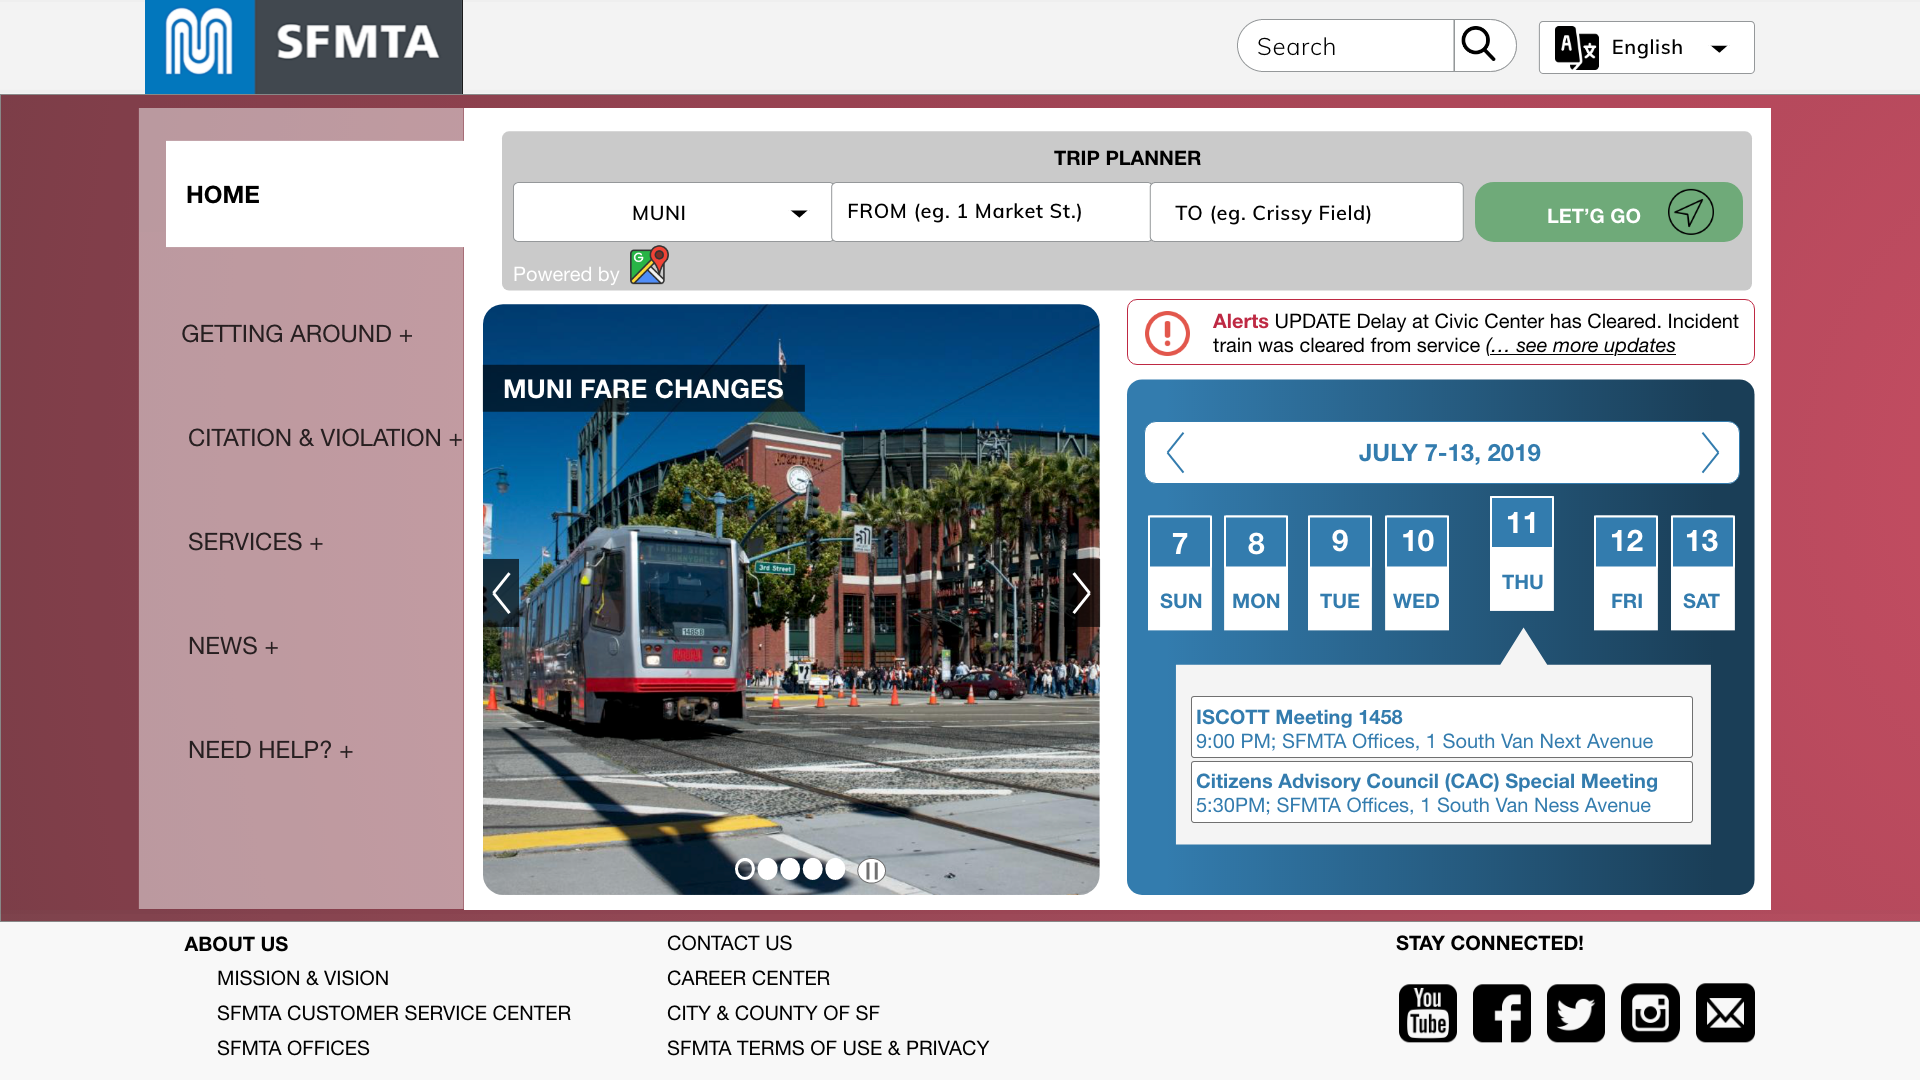 SFMTA
Search
A 文 English
HOME
GETTING AROUND +
CITATION & VIOLATION +
SERVICES +
NEWS +
NEED HELP? +
TRIP PLANNER
MUNI
FROM (eg. 1 Market St.)
TO (eg. Crissy Field)
LET’G GO
Powered by G
MUNI FARE CHANGES
3rd Street
1485B
Alerts UPDATE Delay at Civic Center has Cleared. Incident
train was cleared from service (... see more updates
JULY 7-13, 2019
7 8 9 10 11 12 13
SUN MON TUE WED THU FRI SAT
ISCOTT Meeting 1458
9:00 PM; SFMTA Offices, 1 South Van Next Avenue
Citizens Advisory Council (CAC) Special Meeting
5:30PM; SFMTA Offices, 1 South Van Ness Avenue
ABOUT US
MISSION & VISION
SFMTA CUSTOMER SERVICE CENTER
SFMTA OFFICES
CONTACT US
CAREER CENTER
CITY & COUNTY OF SF
SFMTA TERMS OF USE & PRIVACY
STAY CONNECTED!
You
Tube